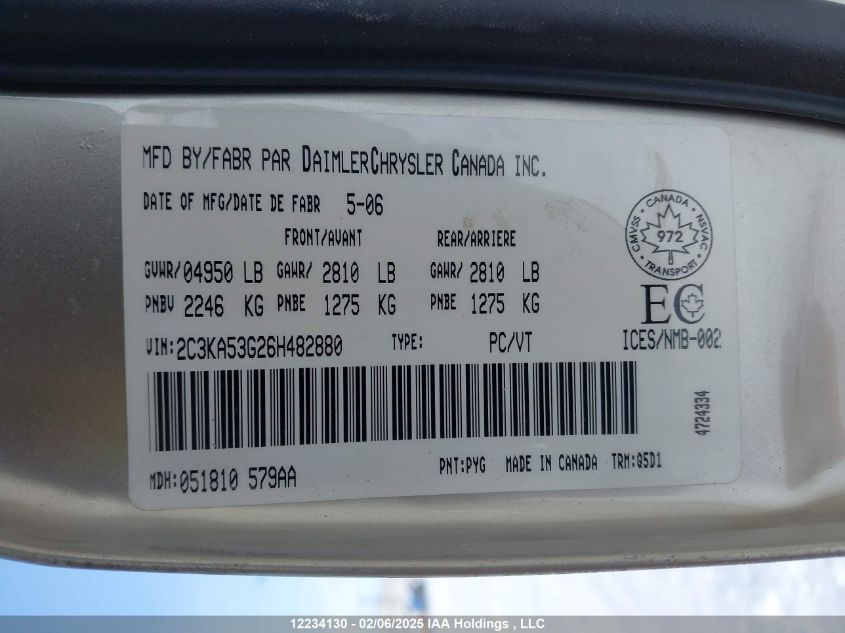 MFD BY/FABR PAR DAIMLERCHRYSLER CANADA INC.
DATE OF MFG/DATE DE FABR 5-06
FRONT/AVANT REAR/ARRIERE
GVWR/04950 LB GAWR/ 2810 LB GAWR/ 2810 LB
PNBV 2246 KG PNBE 1275 KG PNBE 1275 KG
VIN:2C3KA53G26H482880 TYPE: PC/VT
CANADA
CMVSS 972 NSVAC
TRANSPORT
EC
ICES/NMB-002
4724334
MDH:051810 579AA
PNT:PYG MADE IN CANADA TRM:Q5D1
12234130 - 02/06/2025 IAA Holdings , LLC